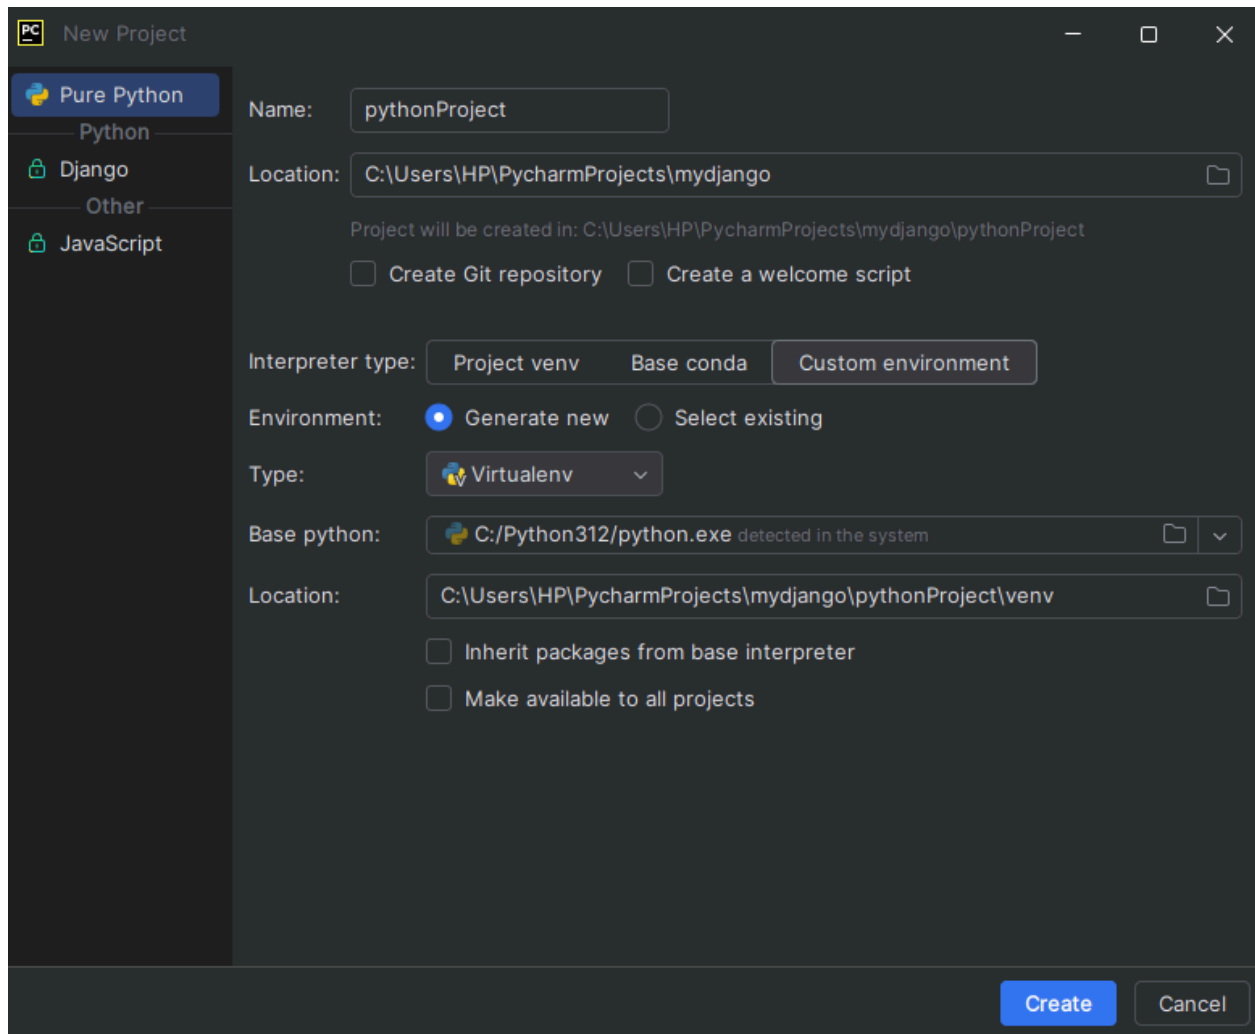 PC New Project
Pure Python
Python
Django
Other
JavaScript
Name: pythonProject
Location: C:\Users\HP\PycharmProjects\mydjango
Project will be created in: C:\Users\HP\PycharmProjects\mydjango\pythonProject
Create Git repository Create a welcome script
Interpreter type: Project venv Base conda Custom environment
Environment: Generate new Select existing
Type: Virtualenv
Base python: C:/Python312/python.exe detected in the system
Location: C:\Users\HP\PycharmProjects\mydjango\pythonProject\venv
Inherit packages from base interpreter
Make available to all projects
Create Cancel